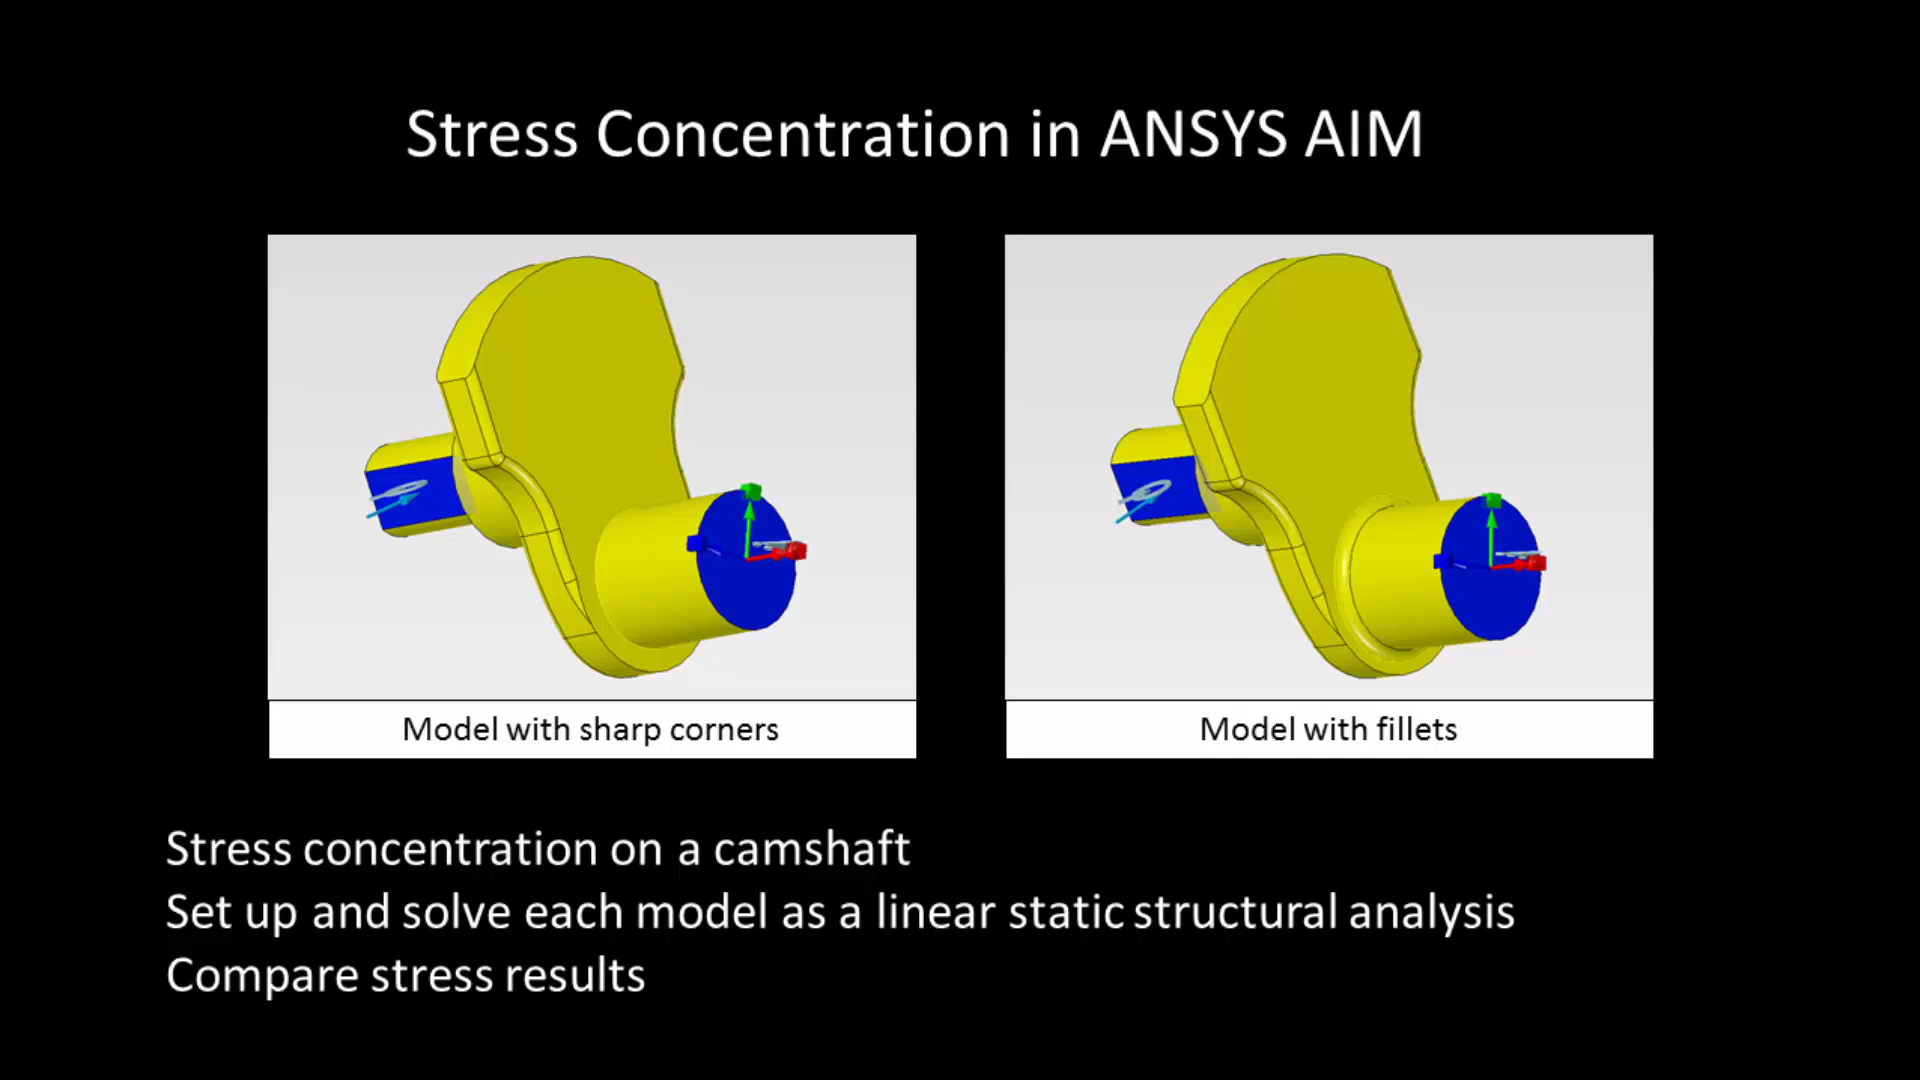 Stress Concentration in ANSYS AIM
Model with sharp corners
Model with fillets
Stress concentration on a camshaft
Set up and solve each model as a linear static structural analysis
Compare stress results